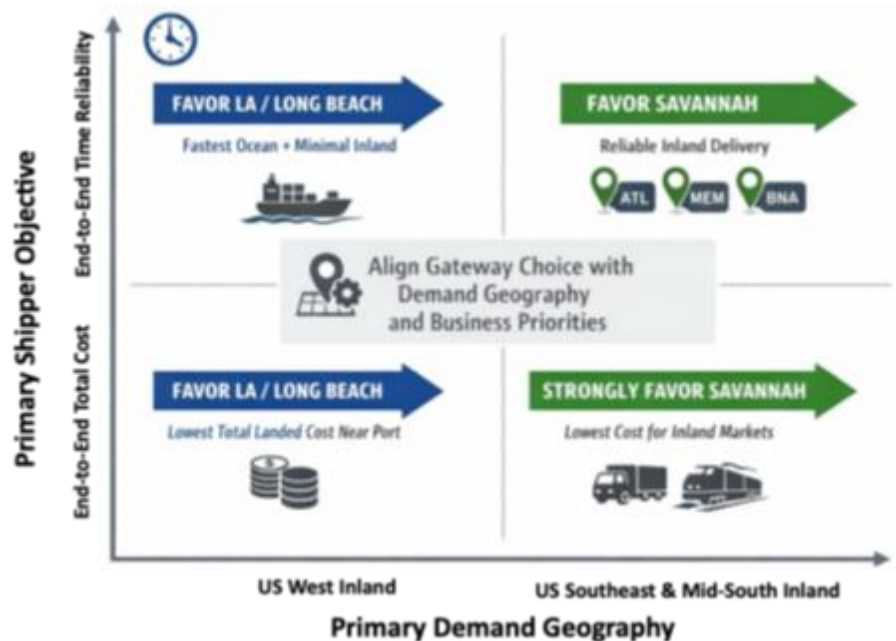 Primary Shipper Objective
End-to-End Time Reliability
End-to-End Total Cost
FAVOR LA / LONG BEACH
Fastest Ocean + Minimal Inland
FAVOR SAVANNAH
Reliable Inland Delivery
ATL
MEM
BNA
Align Gateway Choice with
Demand Geography
and Business Priorities
FAVOR LA / LONG BEACH
Lowest Total Landed Cost Near Port
$
STRONGLY FAVOR SAVANNAH
Lowest Cost for Inland Markets
US West Inland
US Southeast & Mid-South Inland
Primary Demand Geography